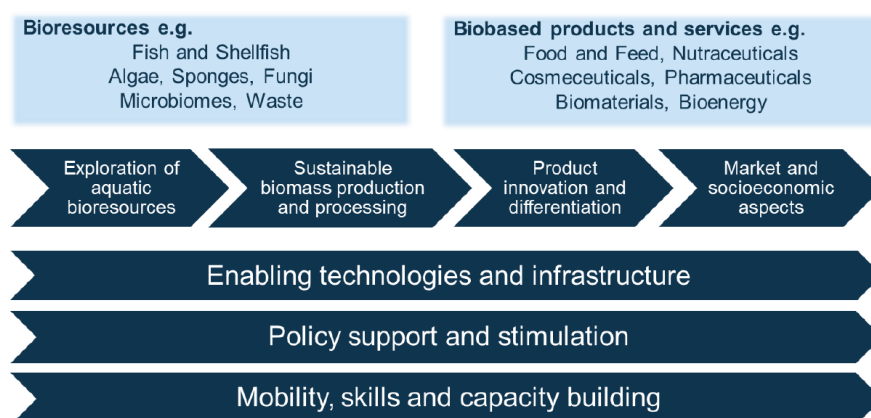 Bioresources e.g.
Fish and Shellfish
Algae, Sponges, Fungi
Microbiomes, Waste
Biobased products and services e.g.
Food and Feed, Nutraceuticals
Cosmeceuticals, Pharmaceuticals
Biomaterials, Bioenergy
Exploration of
aquatic
bioresources
Sustainable
biomass production
and processing
Product
innovation and
differentiation
Market and
socioeconomic
aspects
Enabling technologies and infrastructure
Policy support and stimulation
Mobility, skills and capacity building